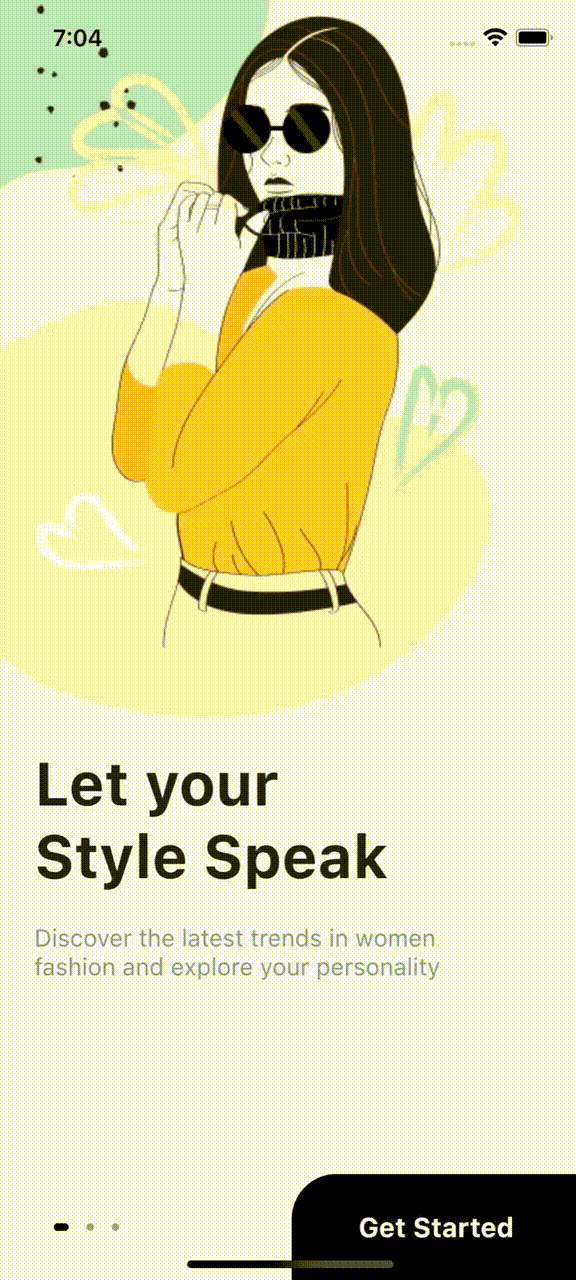 7:04
Let your
Style Speak
Discover the latest trends in women
fashion and explore your personality
Get Started